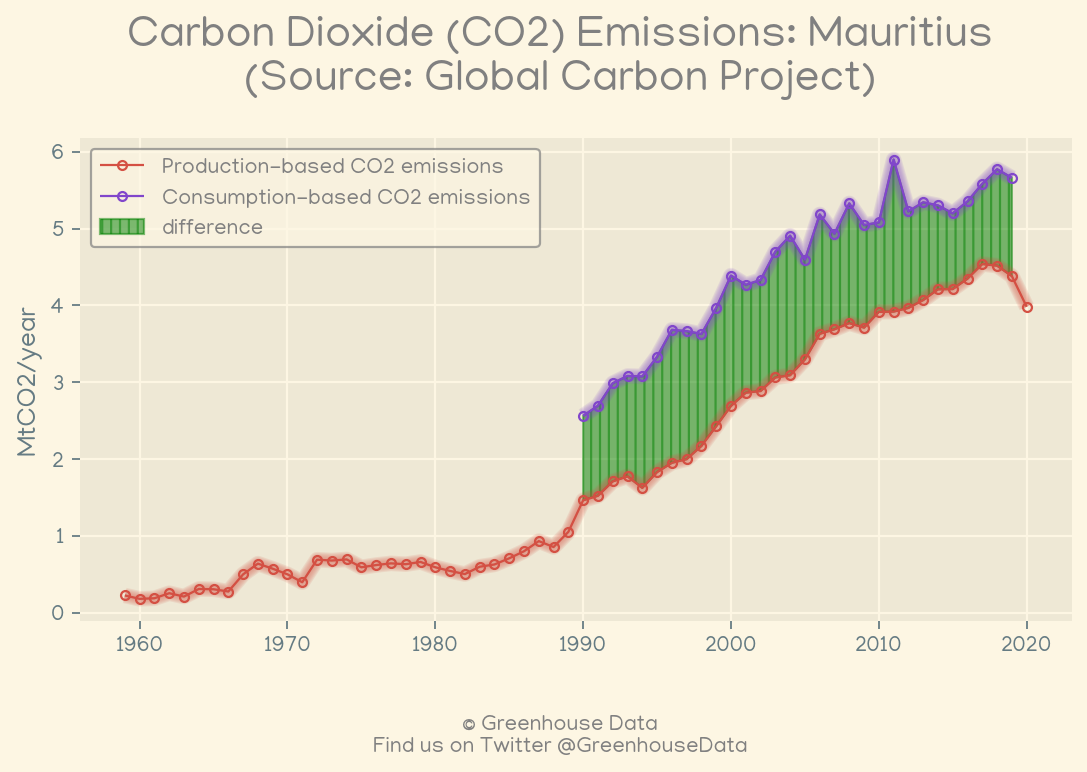 Carbon Dioxide (CO2) Emissions: Mauritius
(Source: Global Carbon Project)
Production-based CO2 emissions
Consumption-based CO2 emissions
difference
MtCO2/year
6
5
4
3
2
1
0
1960 1970 1980 1990 2000 2010 2020
© Greenhouse Data
Find us on Twitter @GreenhouseData